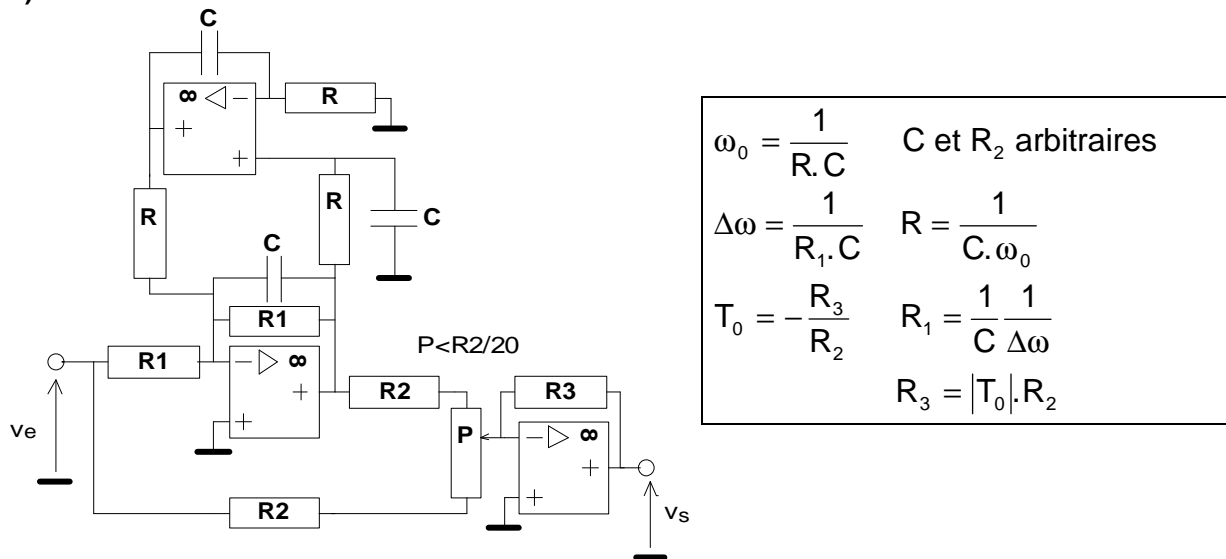 )
C
∞ −
R
+
+
R
R
C
C
R1
P<R2/20
R1
− ∞
R2
R3
+
+
− ∞
P
ve
+
+
R2
vs
ω₀ = 1/(R.C) C et R₂ arbitraires
Δω = 1/(R₁.C) R = 1/(C.ω₀)
T₀ = −R₃/R₂ R₁ = 1/C 1/Δω
R₃ = |T₀|.R₂